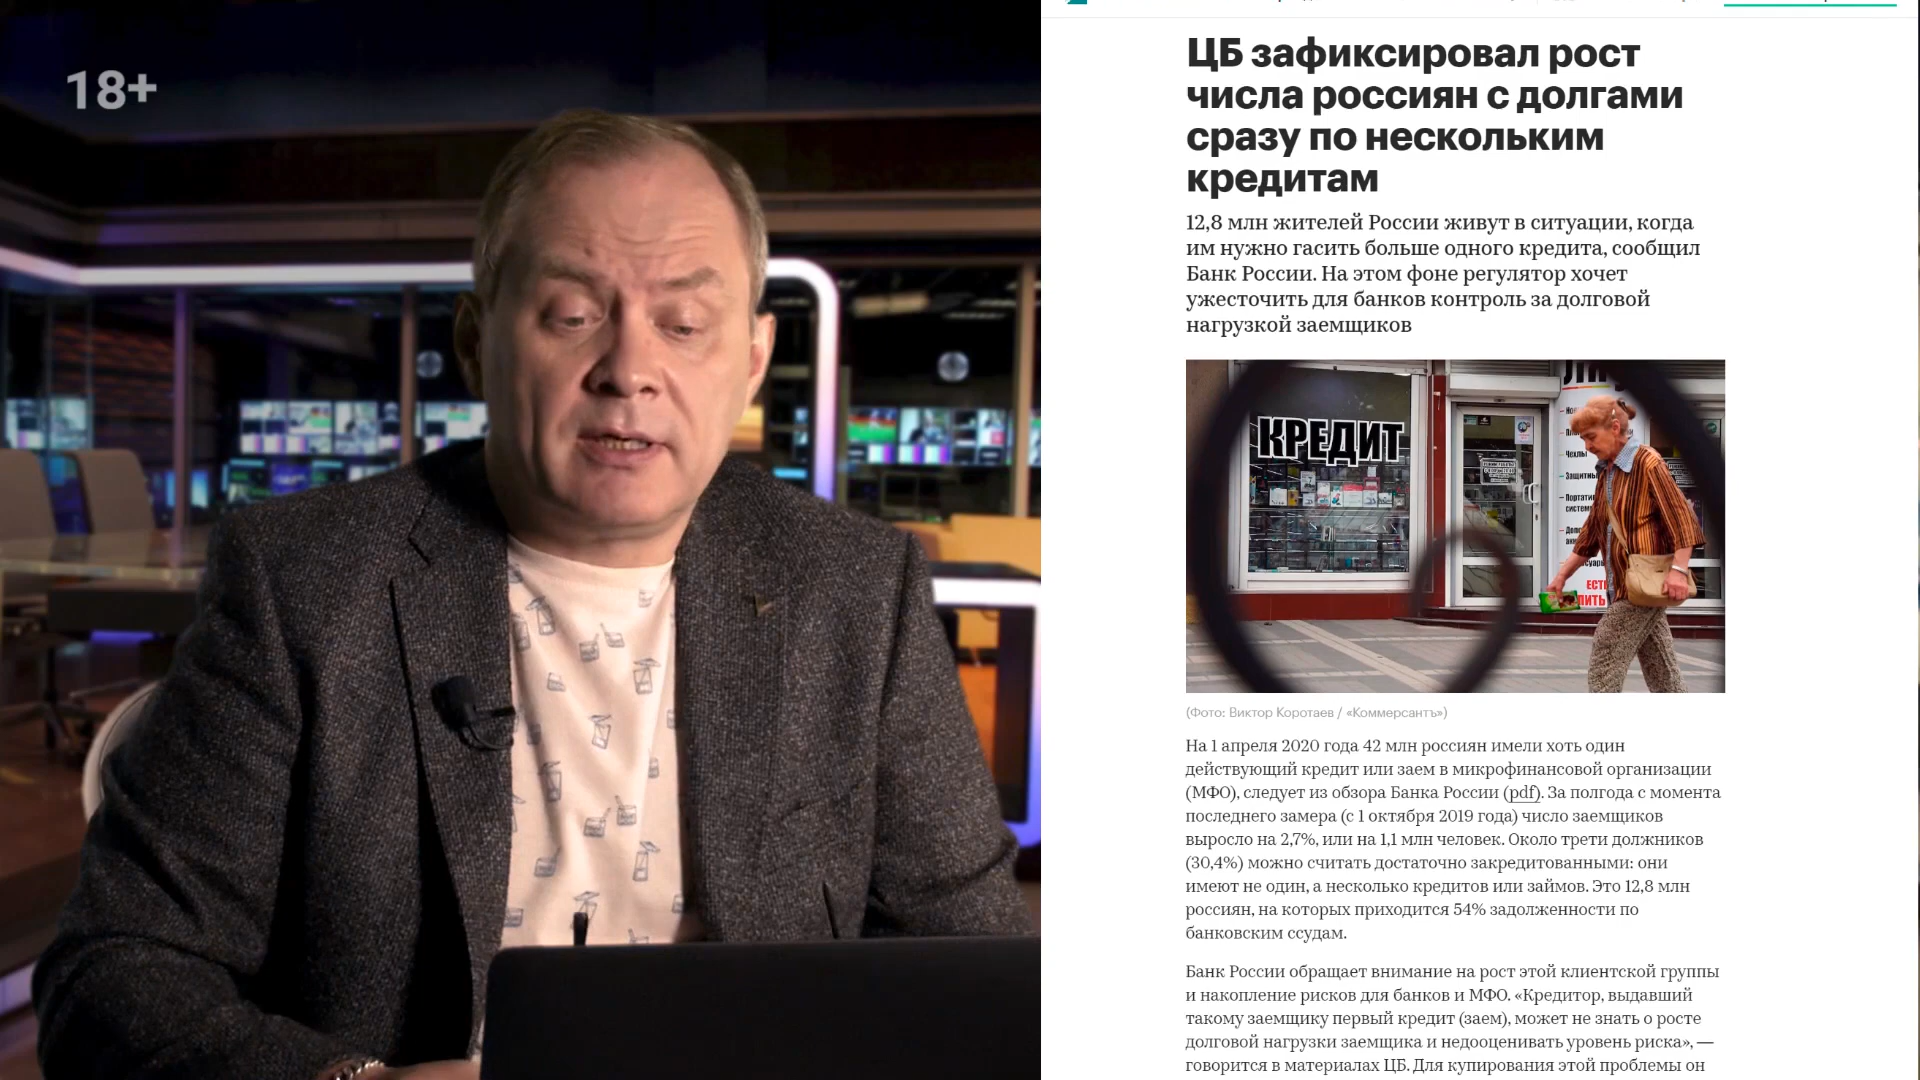 18+
ЦБ зафиксировал рост
числа россиян с долгами
сразу по нескольким
кредитам
12,8 млн жителей России живут в ситуации, когда
им нужно гасить больше одного кредита, сообщил
Банк России. На этом фоне регулятор хочет
ужесточить для банков контроль за долговой
нагрузкой заемщиков
КРЕДИТ
(Фото: Виктор Коротаев / «Коммерсантъ»)
На 1 апреля 2020 года 42 млн россиян имели хоть один
действующий кредит или заем в микрофинансовой организации
(МФО), следует из обзора Банка России (pdf). За полгода с момента
последнего замера (с 1 октября 2019 года) число заемщиков
выросло на 2,7%, или на 1,1 млн человек. Около трети должников
(30,4%) можно считать достаточно закредитованными: они
имеют не один, а несколько кредитов или займов. Это 12,8 млн
россиян, на которых приходится 54% задолженности по
банковским ссудам.
Банк России обращает внимание на рост этой клиентской группы
и накопление рисков для банков и МФО. «Кредитор, выдавший
такому заемщику первый кредит (заем), может не знать о росте
долговой нагрузки заемщика и недооценивать уровень риска», —
говорится в материалах ЦБ. Для купирования этой проблемы он